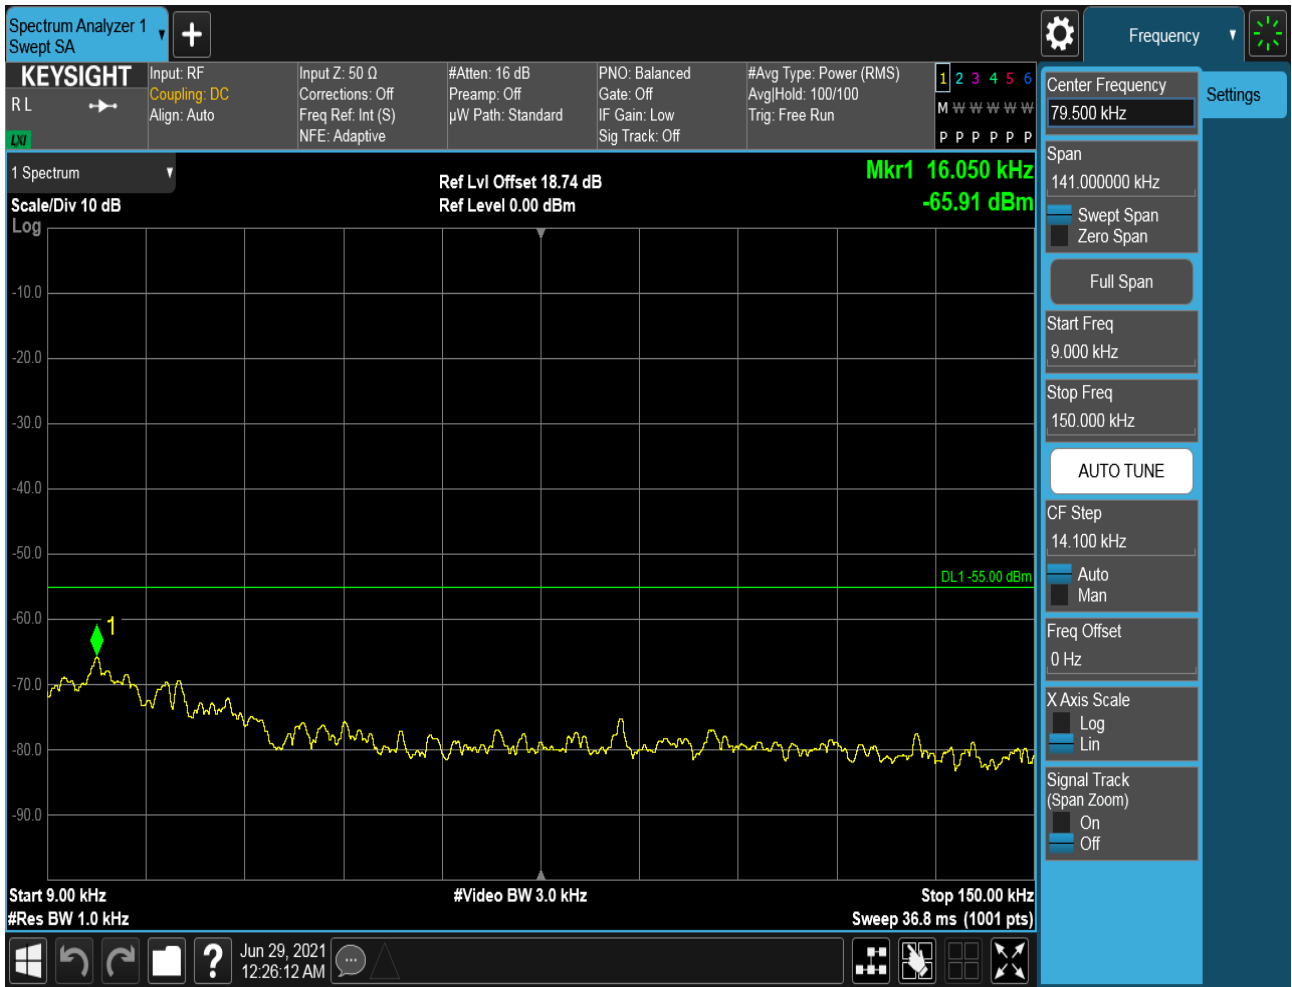 Spectrum Analyzer 1
Swept SA
Frequency
KEYSIGHT
R L
LXI
Input: RF
Coupling: DC
Align: Auto
Input Z: 50 Ω
Corrections: Off
Freq Ref: Int (S)
NFE: Adaptive
#Atten: 16 dB
Preamp: Off
µW Path: Standard
PNO: Balanced
Gate: Off
IF Gain: Low
Sig Track: Off
#Avg Type: Power (RMS)
Avg|Hold: 100/100
Trig: Free Run
1 2 3 4 5 6
M W W W W W
P P P P P P
1 Spectrum
Scale/Div 10 dB
Log
Ref Lvl Offset 18.74 dB
Ref Level 0.00 dBm
Mkr1 16.050 kHz
-65.91 dBm
-10.0
-20.0
-30.0
-40.0
-50.0
DL1 -55.00 dBm
-60.0
1
-70.0
-80.0
-90.0
Start 9.00 kHz
#Video BW 3.0 kHz
Stop 150.00 kHz
#Res BW 1.0 kHz
Sweep 36.8 ms (1001 pts)
?
Jun 29, 2021
12:26:12 AM
Center Frequency
79.500 kHz
Settings
Span
141.000000 kHz
Swept Span
Zero Span
Full Span
Start Freq
9.000 kHz
Stop Freq
150.000 kHz
AUTO TUNE
CF Step
14.100 kHz
Auto
Man
Freq Offset
0 Hz
X Axis Scale
Log
Lin
Signal Track
(Span Zoom)
On
Off